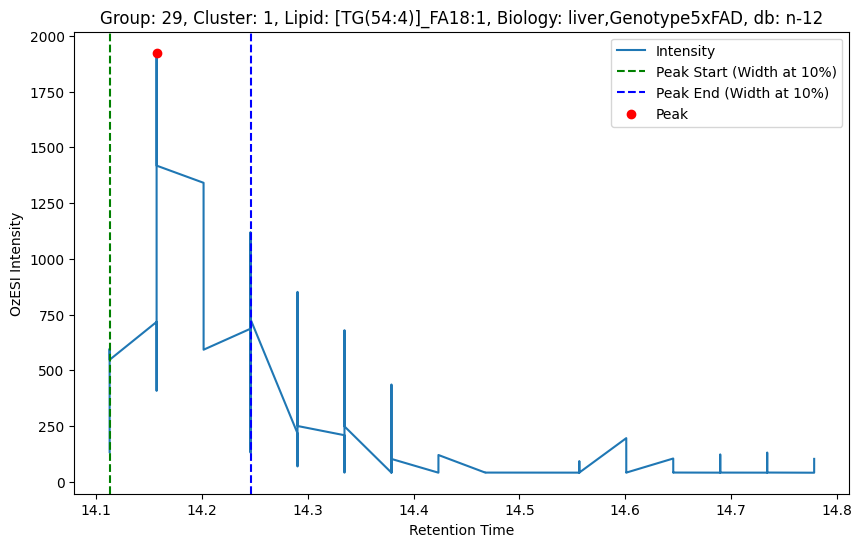 Group: 29, Cluster: 1, Lipid: [TG(54:4)]_FA18:1, Biology: liver,Genotype5xFAD, db: n-12
2000
1750
1500
1250
1000
750
500
250
0
OzESI Intensity
Intensity
Peak Start (Width at 10%)
Peak End (Width at 10%)
Peak
14.1
14.2
14.3
14.4
14.5
14.6
14.7
14.8
Retention Time